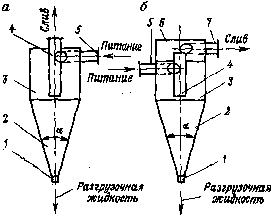 а
Слив
4
5
Питание
3
2
α
1
Разгрузочная
жидкость
б
5
6
7
Слив
Питание
4
3
2
α
1
Разгрузочная
жидкость